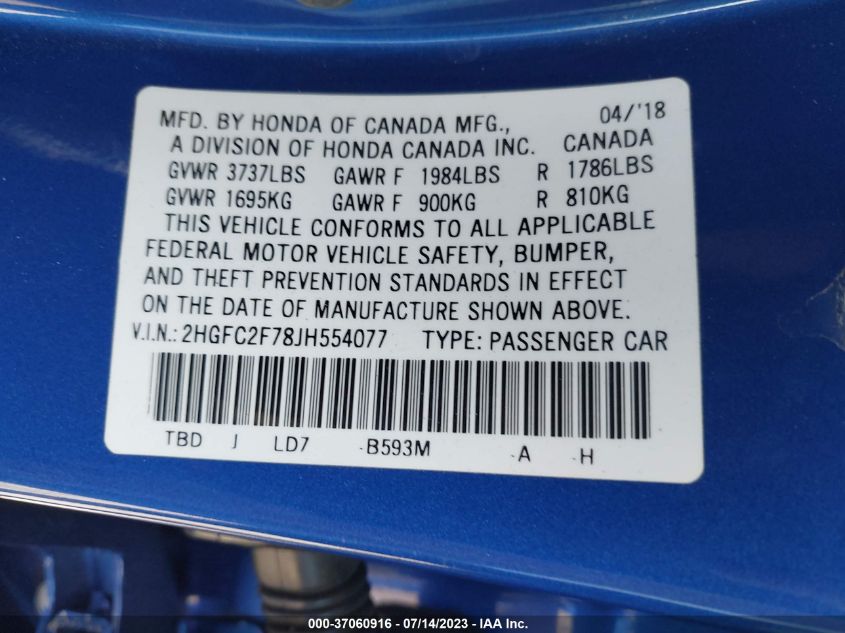 04/'18
MFD. BY HONDA OF CANADA MFG.,
A DIVISION OF HONDA CANADA INC. CANADA
GVWR 3737LBS GAWR F 1984LBS R 1786LBS
GVWR 1695KG GAWR F 900KG R 810KG
THIS VEHICLE CONFORMS TO ALL APPLICABLE
FEDERAL MOTOR VEHICLE SAFETY, BUMPER,
AND THEFT PREVENTION STANDARDS IN EFFECT
ON THE DATE OF MANUFACTURE SHOWN ABOVE.
V.I.N.: 2HGFC2F78JH554077 TYPE: PASSENGER CAR
TBD J LD7 -B593M -A -H
000-37060916 - 07/14/2023 - IAA Inc.